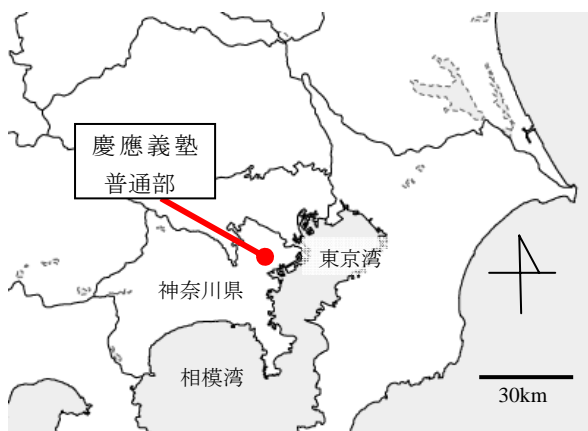 慶應義塾
普通部
東京湾
神奈川県
相模湾
30km